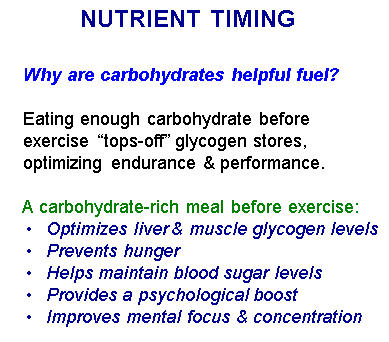 NUTRIENT TIMING
Why are carbohydrates helpful fuel?
Eating enough carbohydrate before
exercise "tops-off" glycogen stores,
optimizing endurance & performance.
A carbohydrate-rich meal before exercise:
• Optimizes liver & muscle glycogen levels
• Prevents hunger
• Helps maintain blood sugar levels
• Provides a psychological boost
• Improves mental focus & concentration